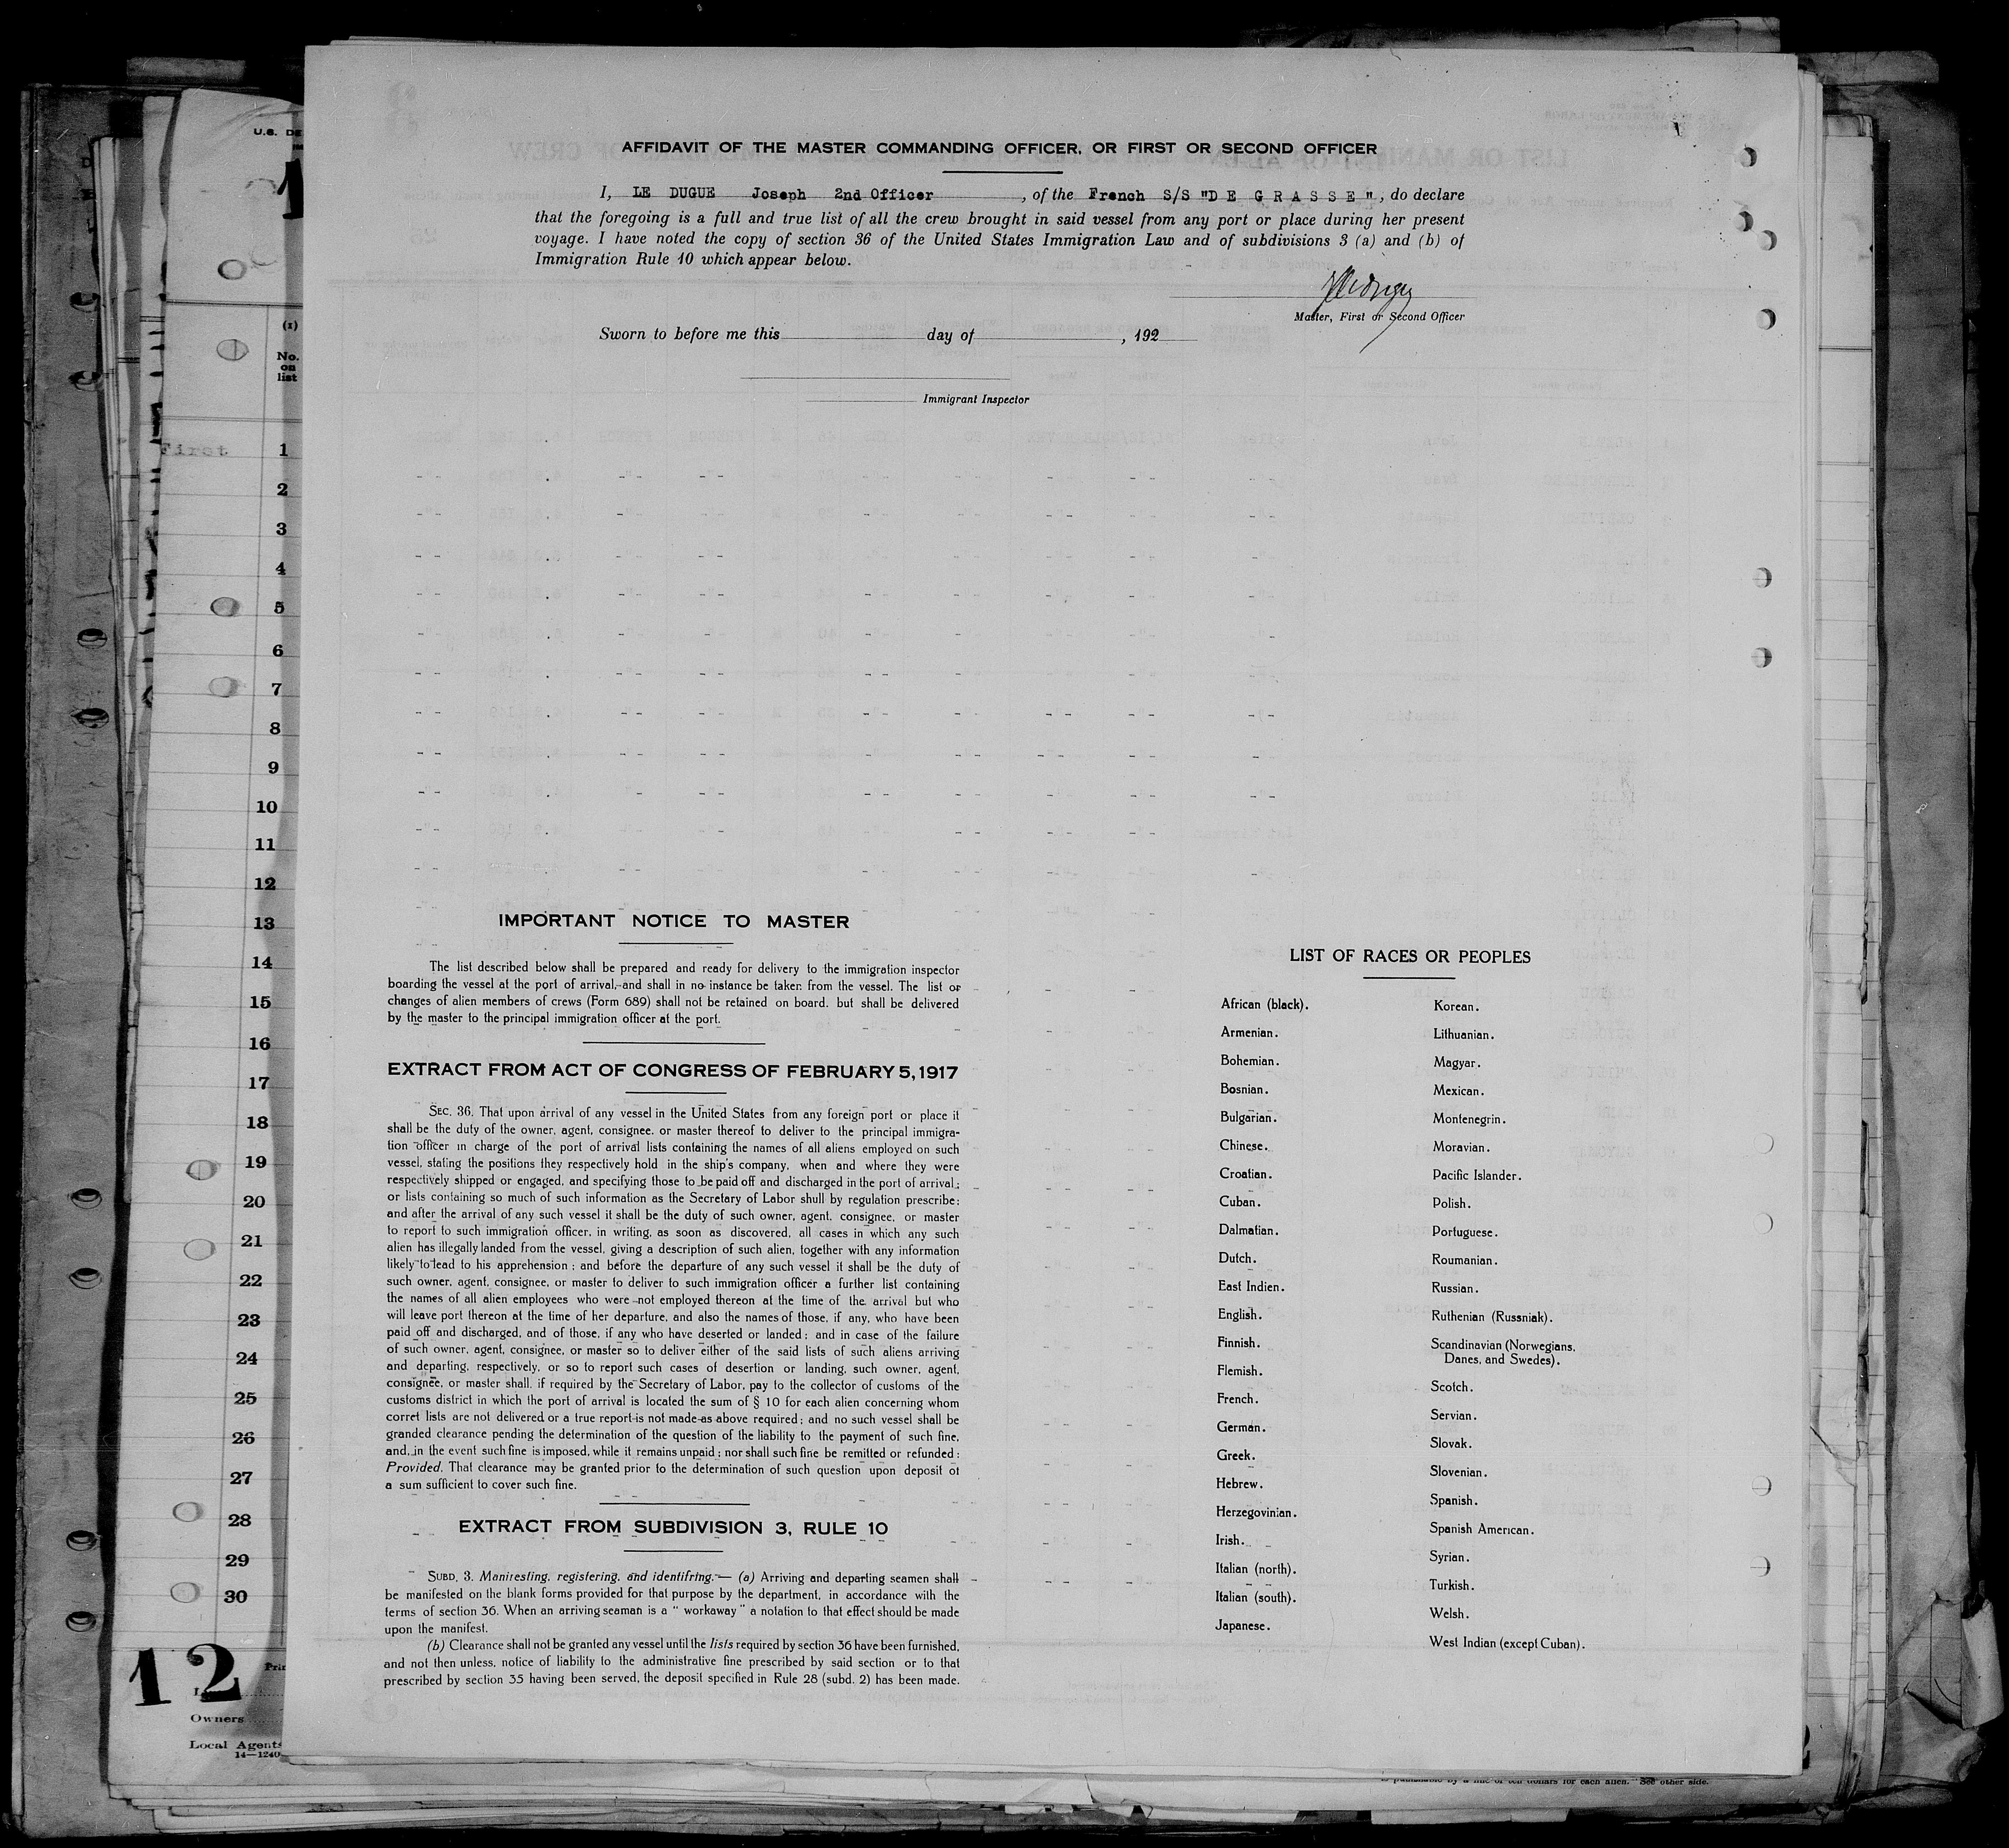 AFFIDAVIT OF THE MASTER COMMANDING OFFICER, OR FIRST OR SECOND OFFICER
I, LE DUGUE Joseph 2nd Officer , of the French S/S "D E G R A S S E " , do declare
that the foregoing is a full and true list of all the crew brought in said vessel from any port or place during her present
voyage. I have noted the copy of section 36 of the United States Immigration Law and of subdivisions 3 (a) and (b) of
Immigration Rule 10 which appear below.
Master, First or Second Officer
Sworn to before me this day of , 192
Immigrant Inspector
IMPORTANT NOTICE TO MASTER
The list described below shall be prepared and ready for delivery to the immigration inspector
boarding the vessel at the port of arrival, and shall in no instance be taken from the vessel. The list or
changes of alien members of crews (Form 689) shall not be retained on board. but shall be delivered
by the master to the principal immigration officer at the port.
EXTRACT FROM ACT OF CONGRESS OF FEBRUARY 5, 1917
SEC. 36. That upon arrival of any vessel in the United States from any foreign port or place it
shall be the duty of the owner, agent, consignee. or master thereof to deliver to the principal immigra-
tion officer in charge of the port of arrival lists containing the names of all aliens employed on such
vessel, stating the positions they respectively hold in the ship's company, when and where they were
respectively shipped or engaged, and specifying those to be paid off and discharged in the port of arrival;
or lists containing so much of such information as the Secretary of Labor shull by regulation prescribe;
and after the arrival of any such vessel it shall be the duty of such owner, agent, consignee, or master
to report to such immigration officer, in writing, as soon as discovered, all cases in which any such
alien has illegally landed from the vessel, giving a description of such alien, together with any information
likely to lead to his apprehension ; and before the departure of any such vessel it shall be the duty of
such owner, agent, consignee, or master to deliver to such immigration officer a further list containing
the names of all alien employees who were not employed thereon at the time of the arrival but who
will leave port thereon at the time of her departure, and also the names of those, if any, who have been
paid off and discharged, and of those, if any who have deserted or landed ; and in case of the failure
of such owner, agent, consignee, or master so to deliver either of the said lists of such aliens arriving
and departing, respectively, or so to report such cases of desertion or landing, such owner, agent,
consignee, or master shall, if required by the Secretary of Labor, pay to the collector of customs of the
customs district in which the port of arrival is located the sum of § 10 for each alien concerning whom
corret lists are not delivered or a true report is not made as above required ; and no such vessel shall be
granded clearance pending the determination of the question of the liability to the payment of such fine,
and, in the event such fine is imposed, while it remains unpaid ; nor shall such fine be remitted or refunded :
Provided, That clearance may be granted prior to the determination of such question upon deposit of
a sum sufficient to cover such fine.
EXTRACT FROM SUBDIVISION 3, RULE 10
SUBD. 3. Manifesting, registering, and identifring.— (a) Arriving and departing seamen shall
be manifested on the blank forms provided for that purpose by the department, in accordance with the
terms of section 36. When an arriving seaman is a " workaway " a notation to that effect should be made
upon the manifest.
(b) Clearance shall not be granted any vessel until the lists required by section 36 have been furnished,
and not then unless, notice of liability to the administrative fine prescribed by said section or to that
prescribed by section 35 having been served, the deposit specified in Rule 28 (subd. 2) has been made.
LIST OF RACES OR PEOPLES
African (black).
Armenian.
Bohemian.
Bosnian.
Bulgarian.
Chinese.
Croatian.
Cuban.
Dalmatian.
Dutch.
East Indien.
English.
Finnish.
Flemish.
French.
German.
Greek.
Hebrew.
Herzegovinian.
Irish.
Italian (north).
Italian (south).
Japanese.
Korean.
Lithuanian.
Magyar.
Mexican.
Montenegrin.
Moravian.
Pacific Islander.
Polish.
Portuguese.
Roumanian.
Russian.
Ruthenian (Russniak).
Scandinavian (Norwegians,
Danes, and Swedes).
Scotch.
Servian.
Slovak.
Slovenian.
Spanish.
Spanish American.
Syrian.
Turkish.
Welsh.
West Indian (except Cuban).
U.S. DE
(1)
No.
on
list
First 1
2
3
4
5
6
7
8
9
10
11
12
13
14
15
16
17
18
19
20
21
22
23
24
25
26
27
28
29
30
12
Owners
Local Agents
14—1240
for each alien. See other side.